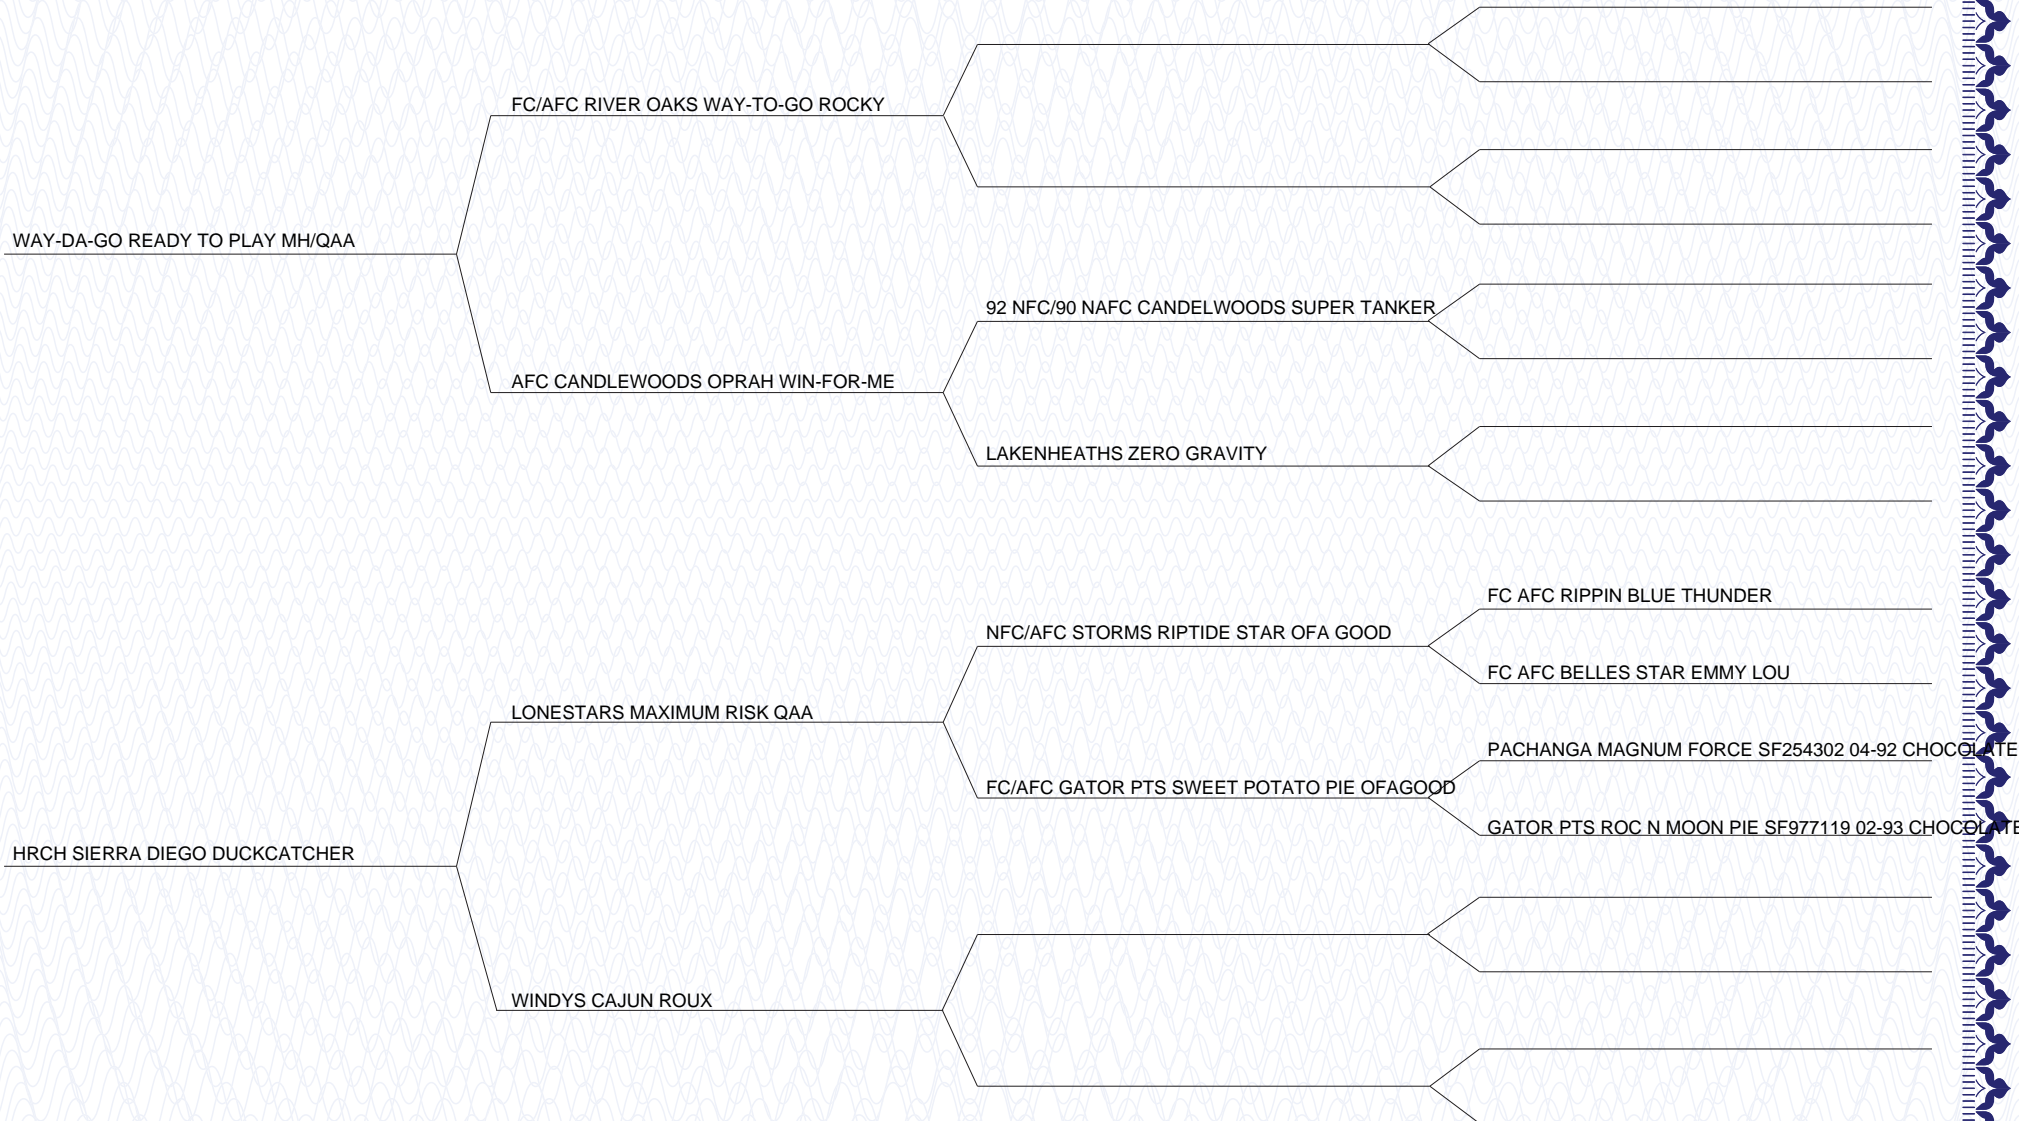 FC/AFC RIVER OAKS WAY-TO-GO ROCKY
WAY-DA-GO READY TO PLAY MH/QAA
92 NFC/90 NAFC CANDELWOODS SUPER TANKER
AFC CANDLEWOODS OPRAH WIN-FOR-ME
LAKENHEATHS ZERO GRAVITY
FC AFC RIPPIN BLUE THUNDER
NFC/AFC STORMS RIPTIDE STAR OFA GOOD
FC AFC BELLES STAR EMMY LOU
LONESTARS MAXIMUM RISK QAA
PACHANGA MAGNUM FORCE SF254302 04-92 CHOCOLATE
FC/AFC GATOR PTS SWEET POTATO PIE OFAGOOD
GATOR PTS ROC N MOON PIE SF977119 02-93 CHOCOLATE
HRCH SIERRA DIEGO DUCKCATCHER
WINDYS CAJUN ROUX